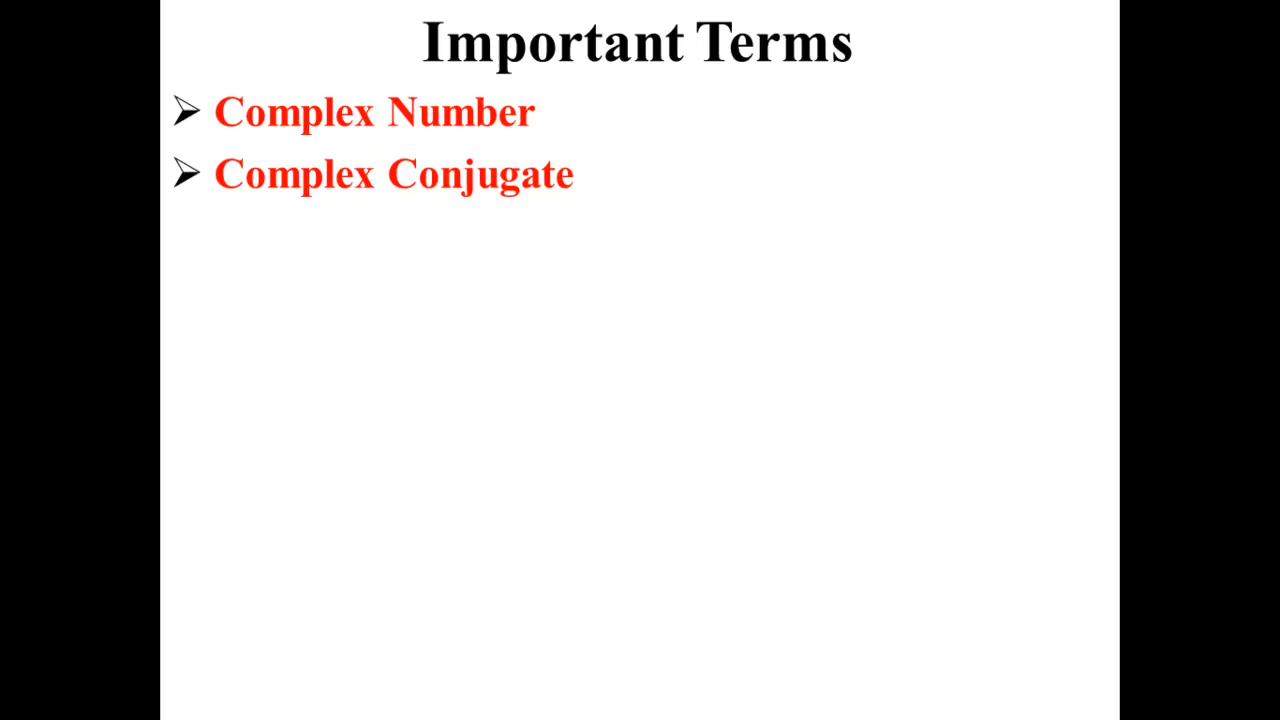 Important Terms
➢ Complex Number
➢ Complex Conjugate